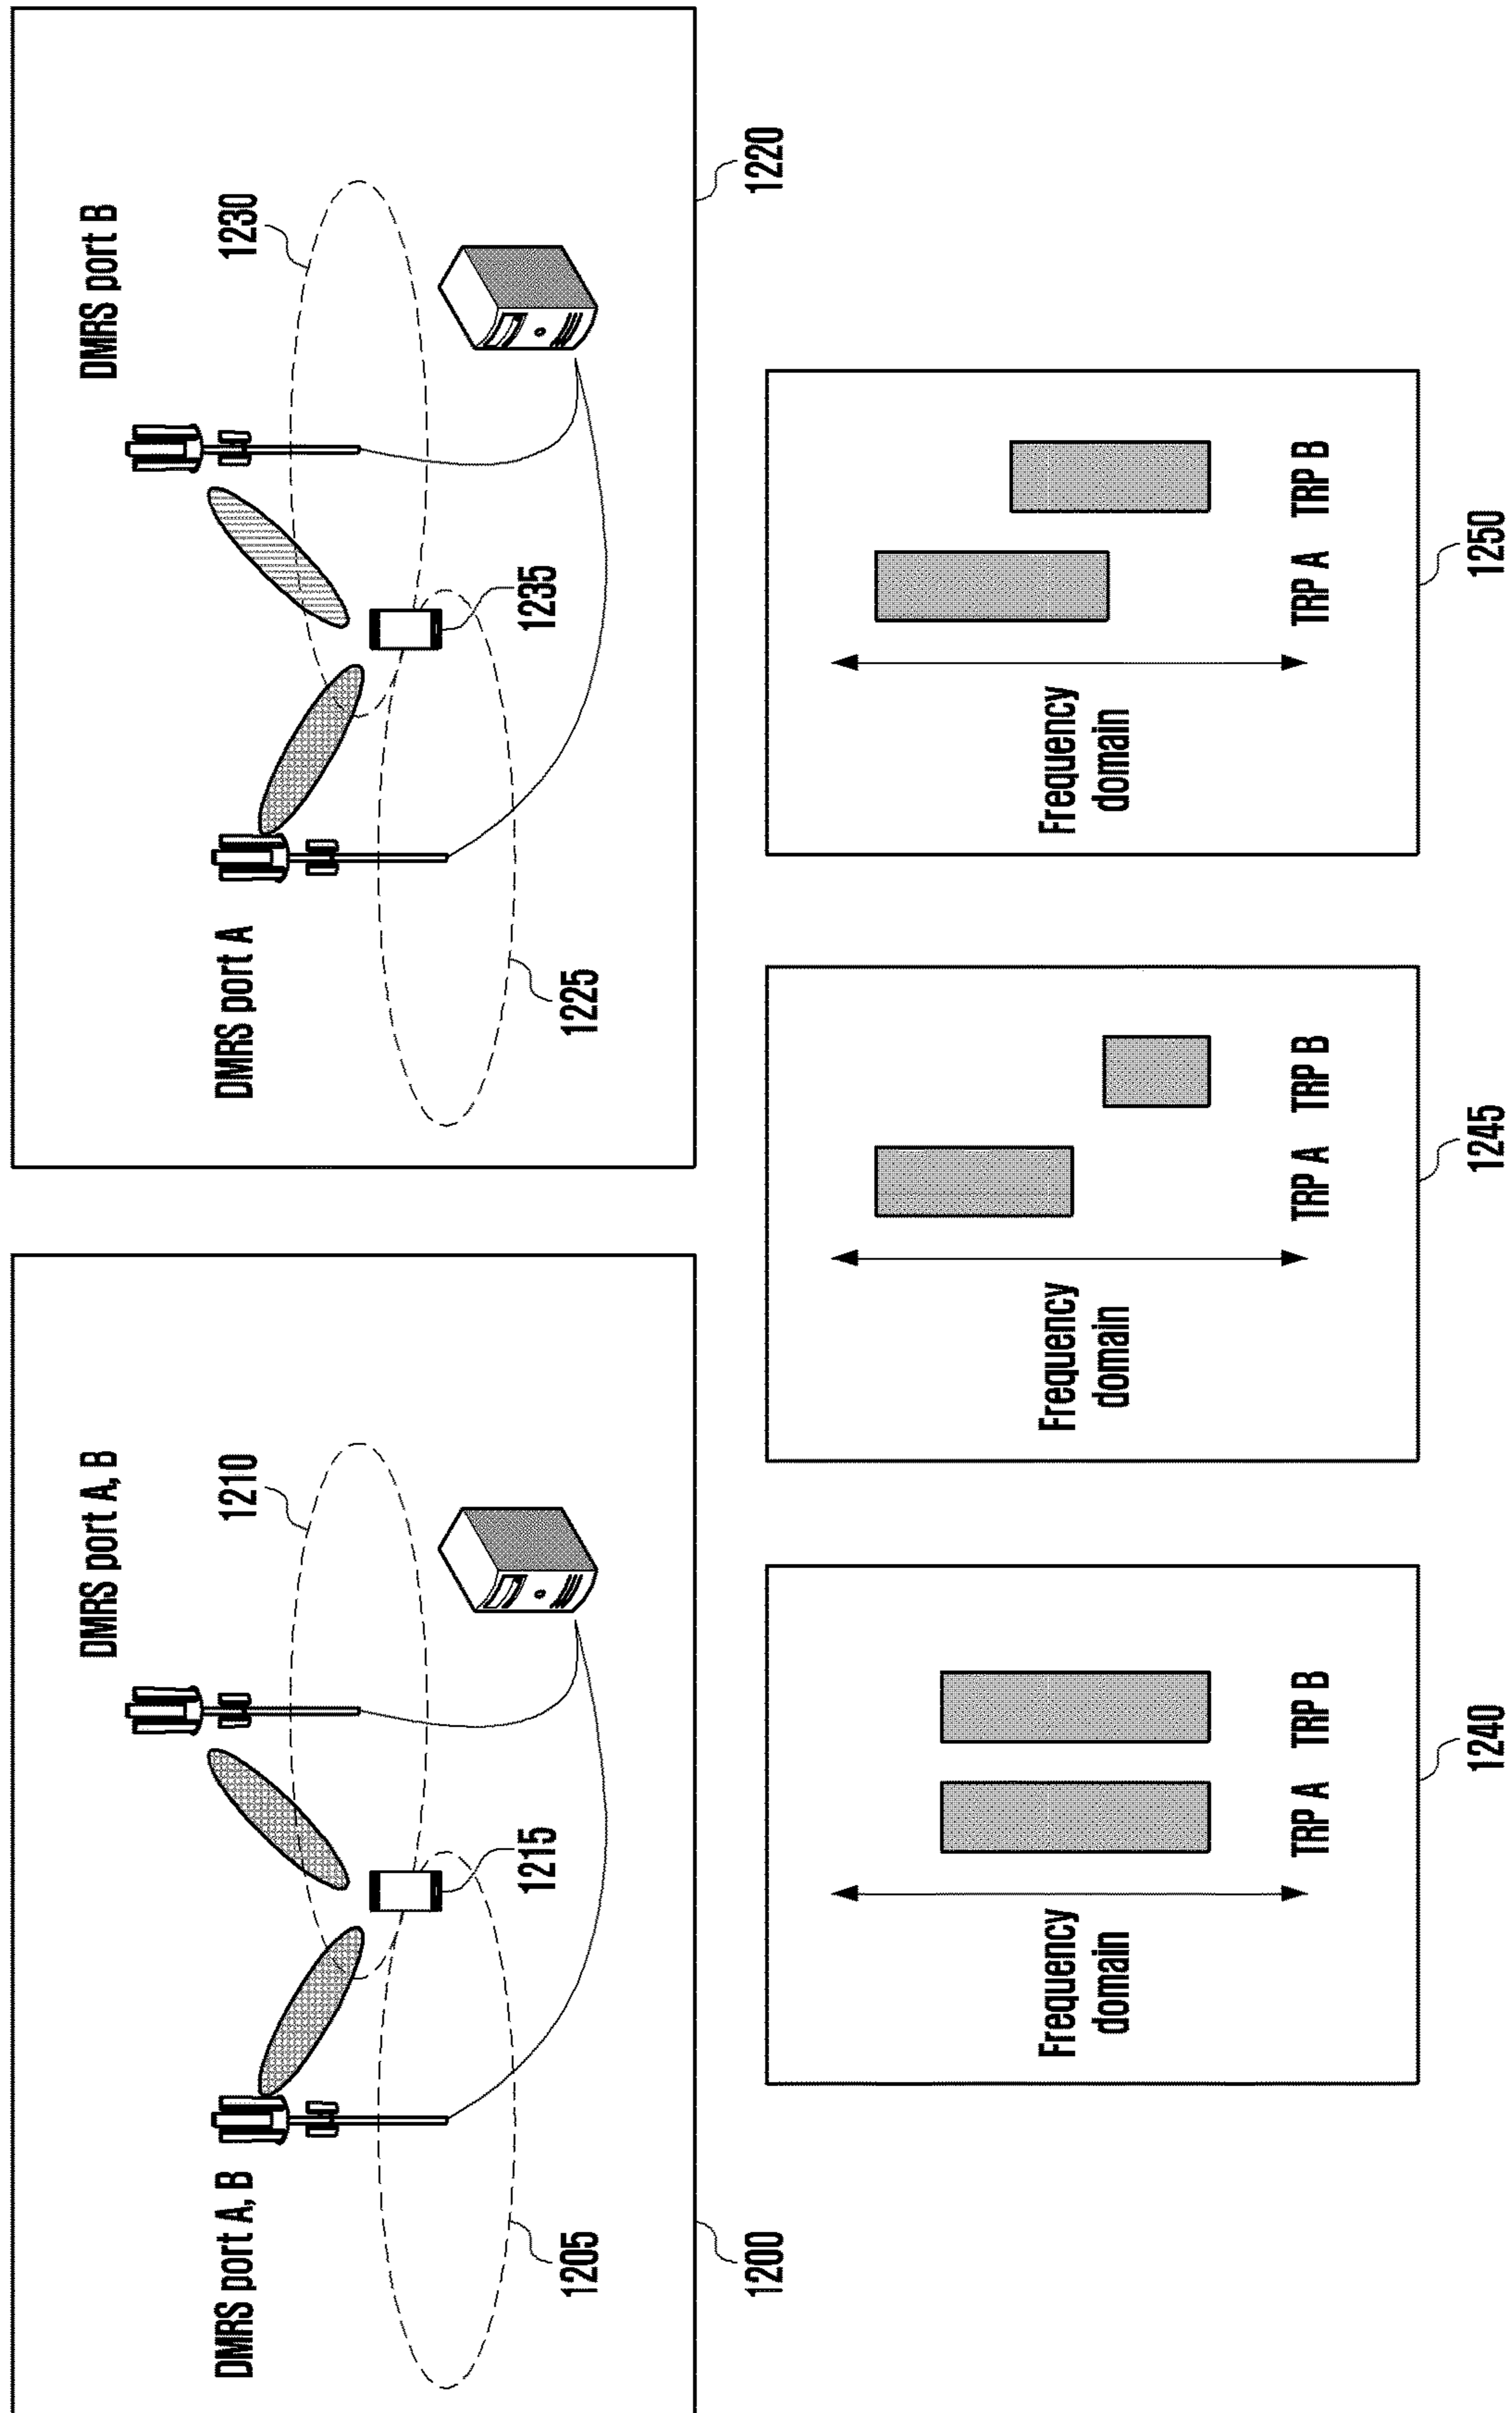 DMRS port A, B
DMRS port A, B
1210
1215
1205
1200
DMRS port B
DMRS port A
1230
1235
1225
1220
Frequency
domain
TRP A TRP B
1240
Frequency
domain
TRP A TRP B
1245
Frequency
domain
TRP A TRP B
1250